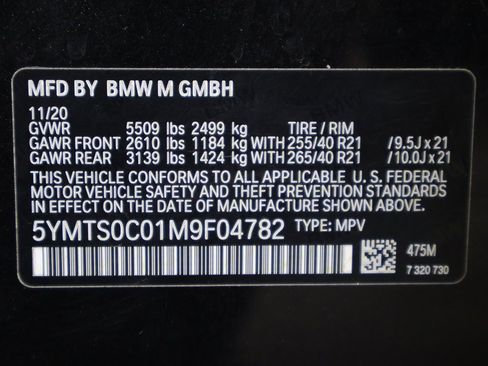 MFD BY BMW M GMBH
11/20
GVWR 5509 lbs 2499 kg TIRE / RIM
GAWR FRONT 2610 lbs 1184 kg WITH 255/40 R21 / 9.5J x 21
GAWR REAR 3139 lbs 1424 kg WITH 265/40 R21 / 10.0J x 21
THIS VEHICLE CONFORMS TO ALL APPLICABLE U.S. FEDERAL
MOTOR VEHICLE SAFETY AND THEFT PREVENTION STANDARDS
IN EFFECT ON THE DATE OF MANUFACTURE SHOWN ABOVE.
5YMTS0C01M9F04782 TYPE: MPV
475M
7 320 730